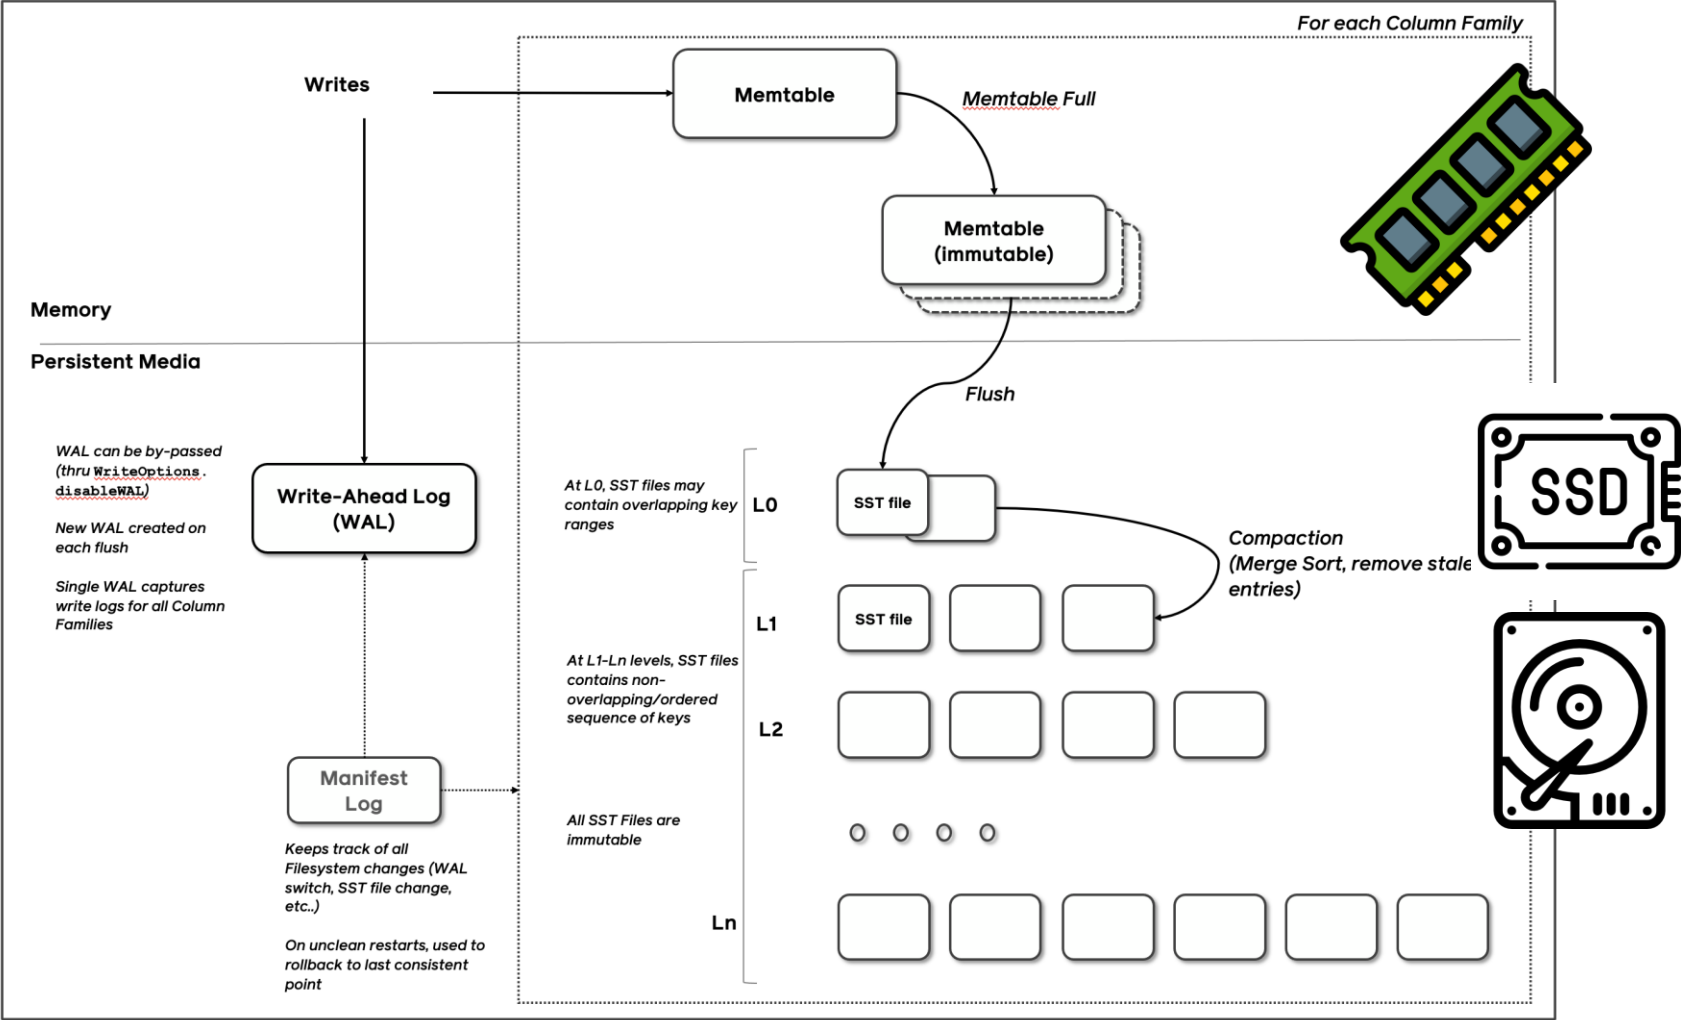 For each Column Family
Writes
Memtable
Memtable Full
Memtable
(immutable)
Memory
Persistent Media
Flush
WAL can be by-passed
(thru WriteOptions.
disableWAL)
New WAL created on
each flush
Single WAL captures
write logs for all Column
Families
Write-Ahead Log
(WAL)
At L0, SST files may
contain overlapping key
ranges
L0
SST file
Compaction
(Merge Sort, remove stale
entries)
SSD
L1
SST file
At L1-Ln levels, SST files
contains non-
overlapping/ordered
sequence of keys
L2
Manifest
Log
All SST Files are
immutable
Keeps track of all
Filesystem changes (WAL
switch, SST file change,
etc..)
Ln
On unclean restarts, used to
rollback to last consistent
point